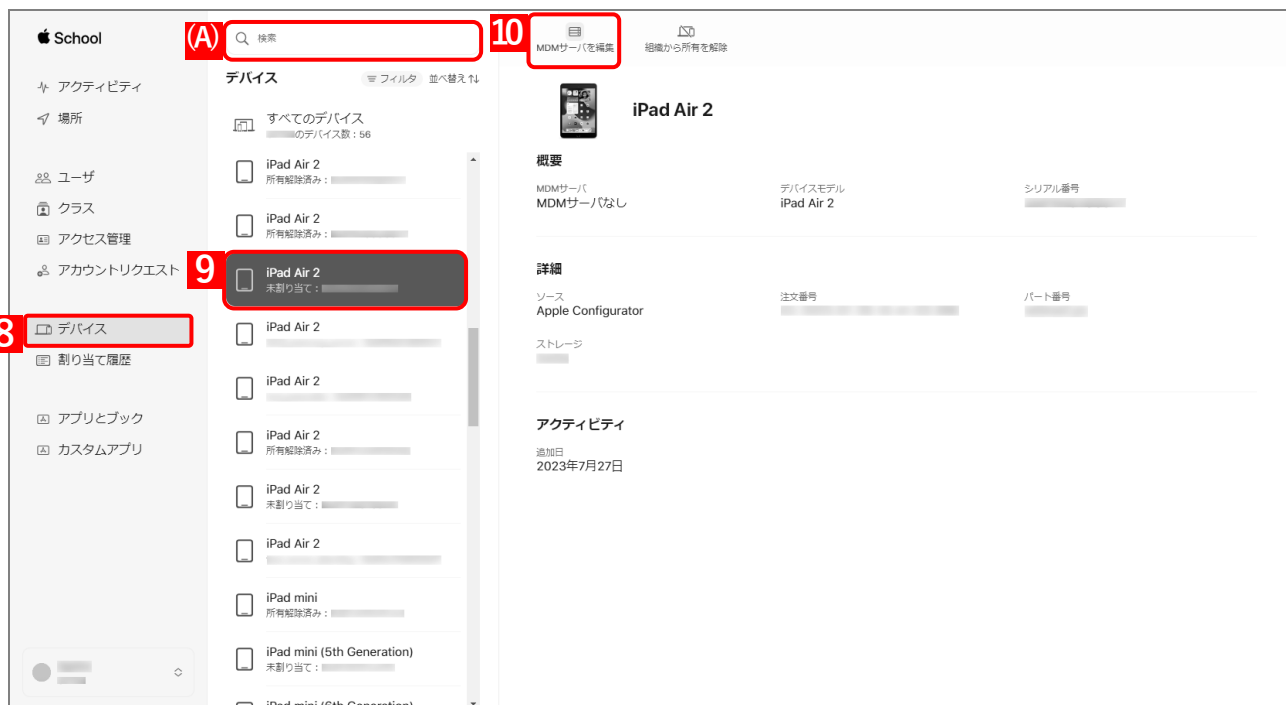 School
アクティビティ
場所
ユーザ
クラス
アクセス管理
アカウントリクエスト
8
デバイス
割り当て履歴
アプリとブック
カスタムアプリ
(A)
検索
デバイス
フィルタ
並べ替え
すべてのデバイス
のデバイス数：56
iPad Air 2
所有解除済み：
iPad Air 2
所有解除済み：
9
iPad Air 2
未割り当て：
iPad Air 2
iPad Air 2
iPad Air 2
所有解除済み：
iPad Air 2
未割り当て：
iPad Air 2
iPad mini
所有解除済み：
iPad mini (5th Generation)
未割り当て：
iPad mini (6th Generation)
10
MDMサーバを編集
組織から所有を解除
iPad Air 2
概要
MDMサーバ
MDMサーバなし
デバイスモデル
iPad Air 2
シリアル番号
詳細
ソース
Apple Configurator
注文番号
パート番号
ストレージ
アクティビティ
追加日
2023年7月27日